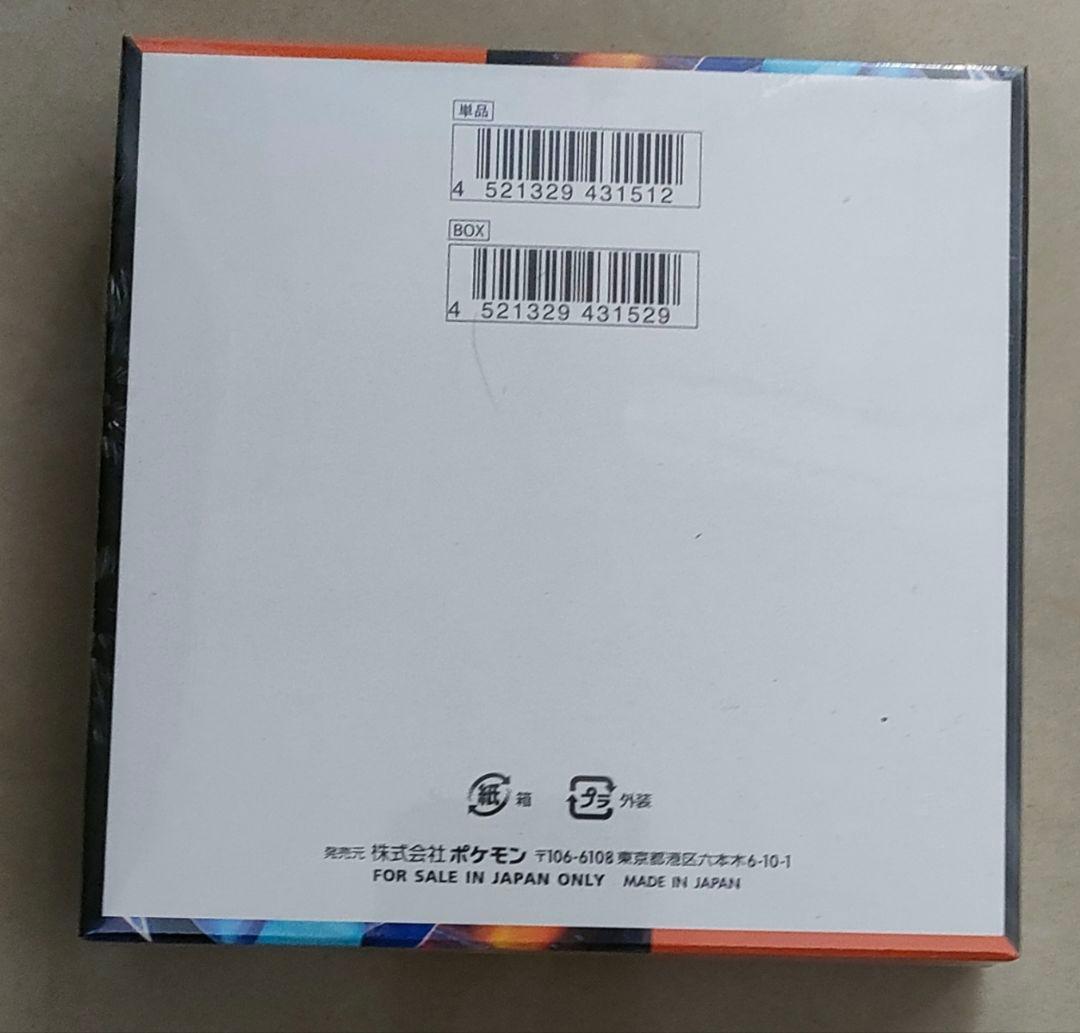 単品
4 521329 431512
BOX
4 521329 431529
紙 箱 プラ 外装
発売元 株式会社ポケモン 〒106-6108 東京都港区六本木6-10-1
FOR SALE IN JAPAN ONLY MADE IN JAPAN